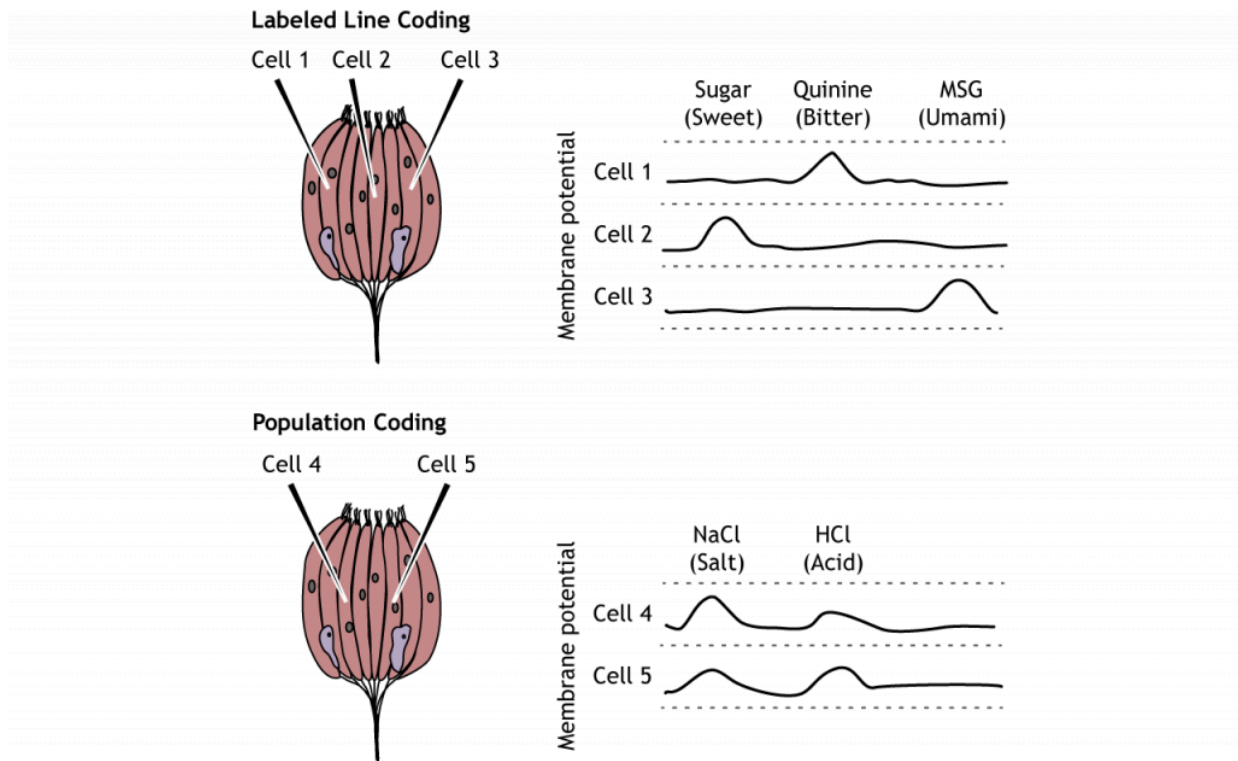 Labeled Line Coding
Cell 1 Cell 2 Cell 3
Sugar
(Sweet)
Quinine
(Bitter)
MSG
(Umami)
Membrane potential
Cell 1
Cell 2
Cell 3
Population Coding
Cell 4 Cell 5
NaCl
(Salt)
HCl
(Acid)
Membrane potential
Cell 4
Cell 5